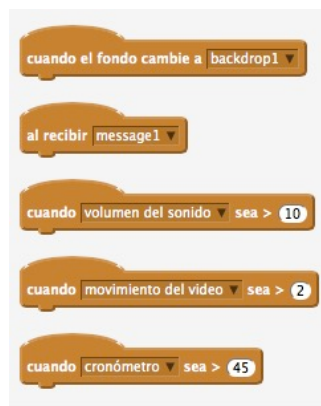 cuando el fondo cambie a backdrop1
al recibir message1
cuando volumen del sonido sea > 10
cuando movimiento del video sea > 2
cuando cronómetro sea > 45